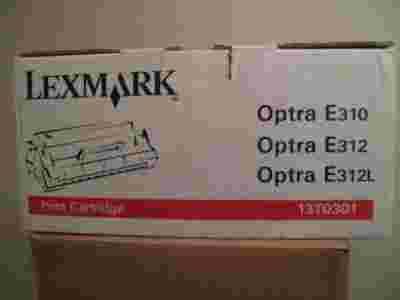 LEXMARK
Optra E310
Optra E312
Optra E312L
Print Cartridge 1370301